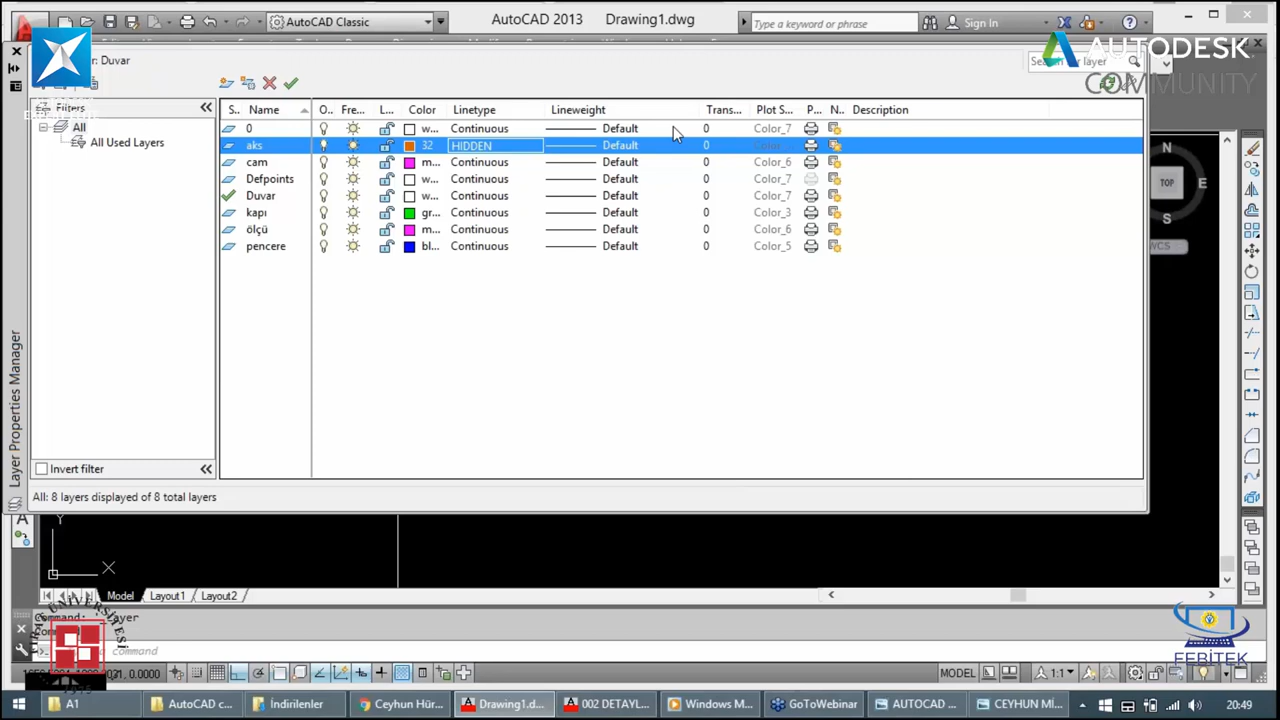 AutoCAD Classic
AutoCAD 2013 Drawing1.dwg
Type a keyword or phrase
Sign In
: Duvar
AUTODESK
COMMUNITY
Filters
S.. Name O.. Fre... L... Color Linetype Lineweight Trans... Plot S... P... N.. Description
All
All Used Layers
0 w... Continuous Default 0 Color_7
aks 32 HIDDEN Default 0
cam m... Continuous Default 0 Color_6
Defpoints w... Continuous Default 0 Color_7
Duvar w... Continuous Default 0 Color_7
kapı gr... Continuous Default 0 Color_3
ölçü m... Continuous Default 0 Color_6
pencere bl... Continuous Default 0 Color_5
N
TOP
E
S
WCS
Layer Properties Manager
Invert filter
All: 8 layers displayed of 8 total layers
A
Y
X
Model Layout1 Layout2
command
FEBİTEK
MODEL
1:1
A1
AutoCAD c...
İndirilenler
Ceyhun Hür...
Drawing1.d...
002 DETAYL...
Windows M...
GoToWebinar
AUTOCAD ...
CEYHUN Mİ...
20:49